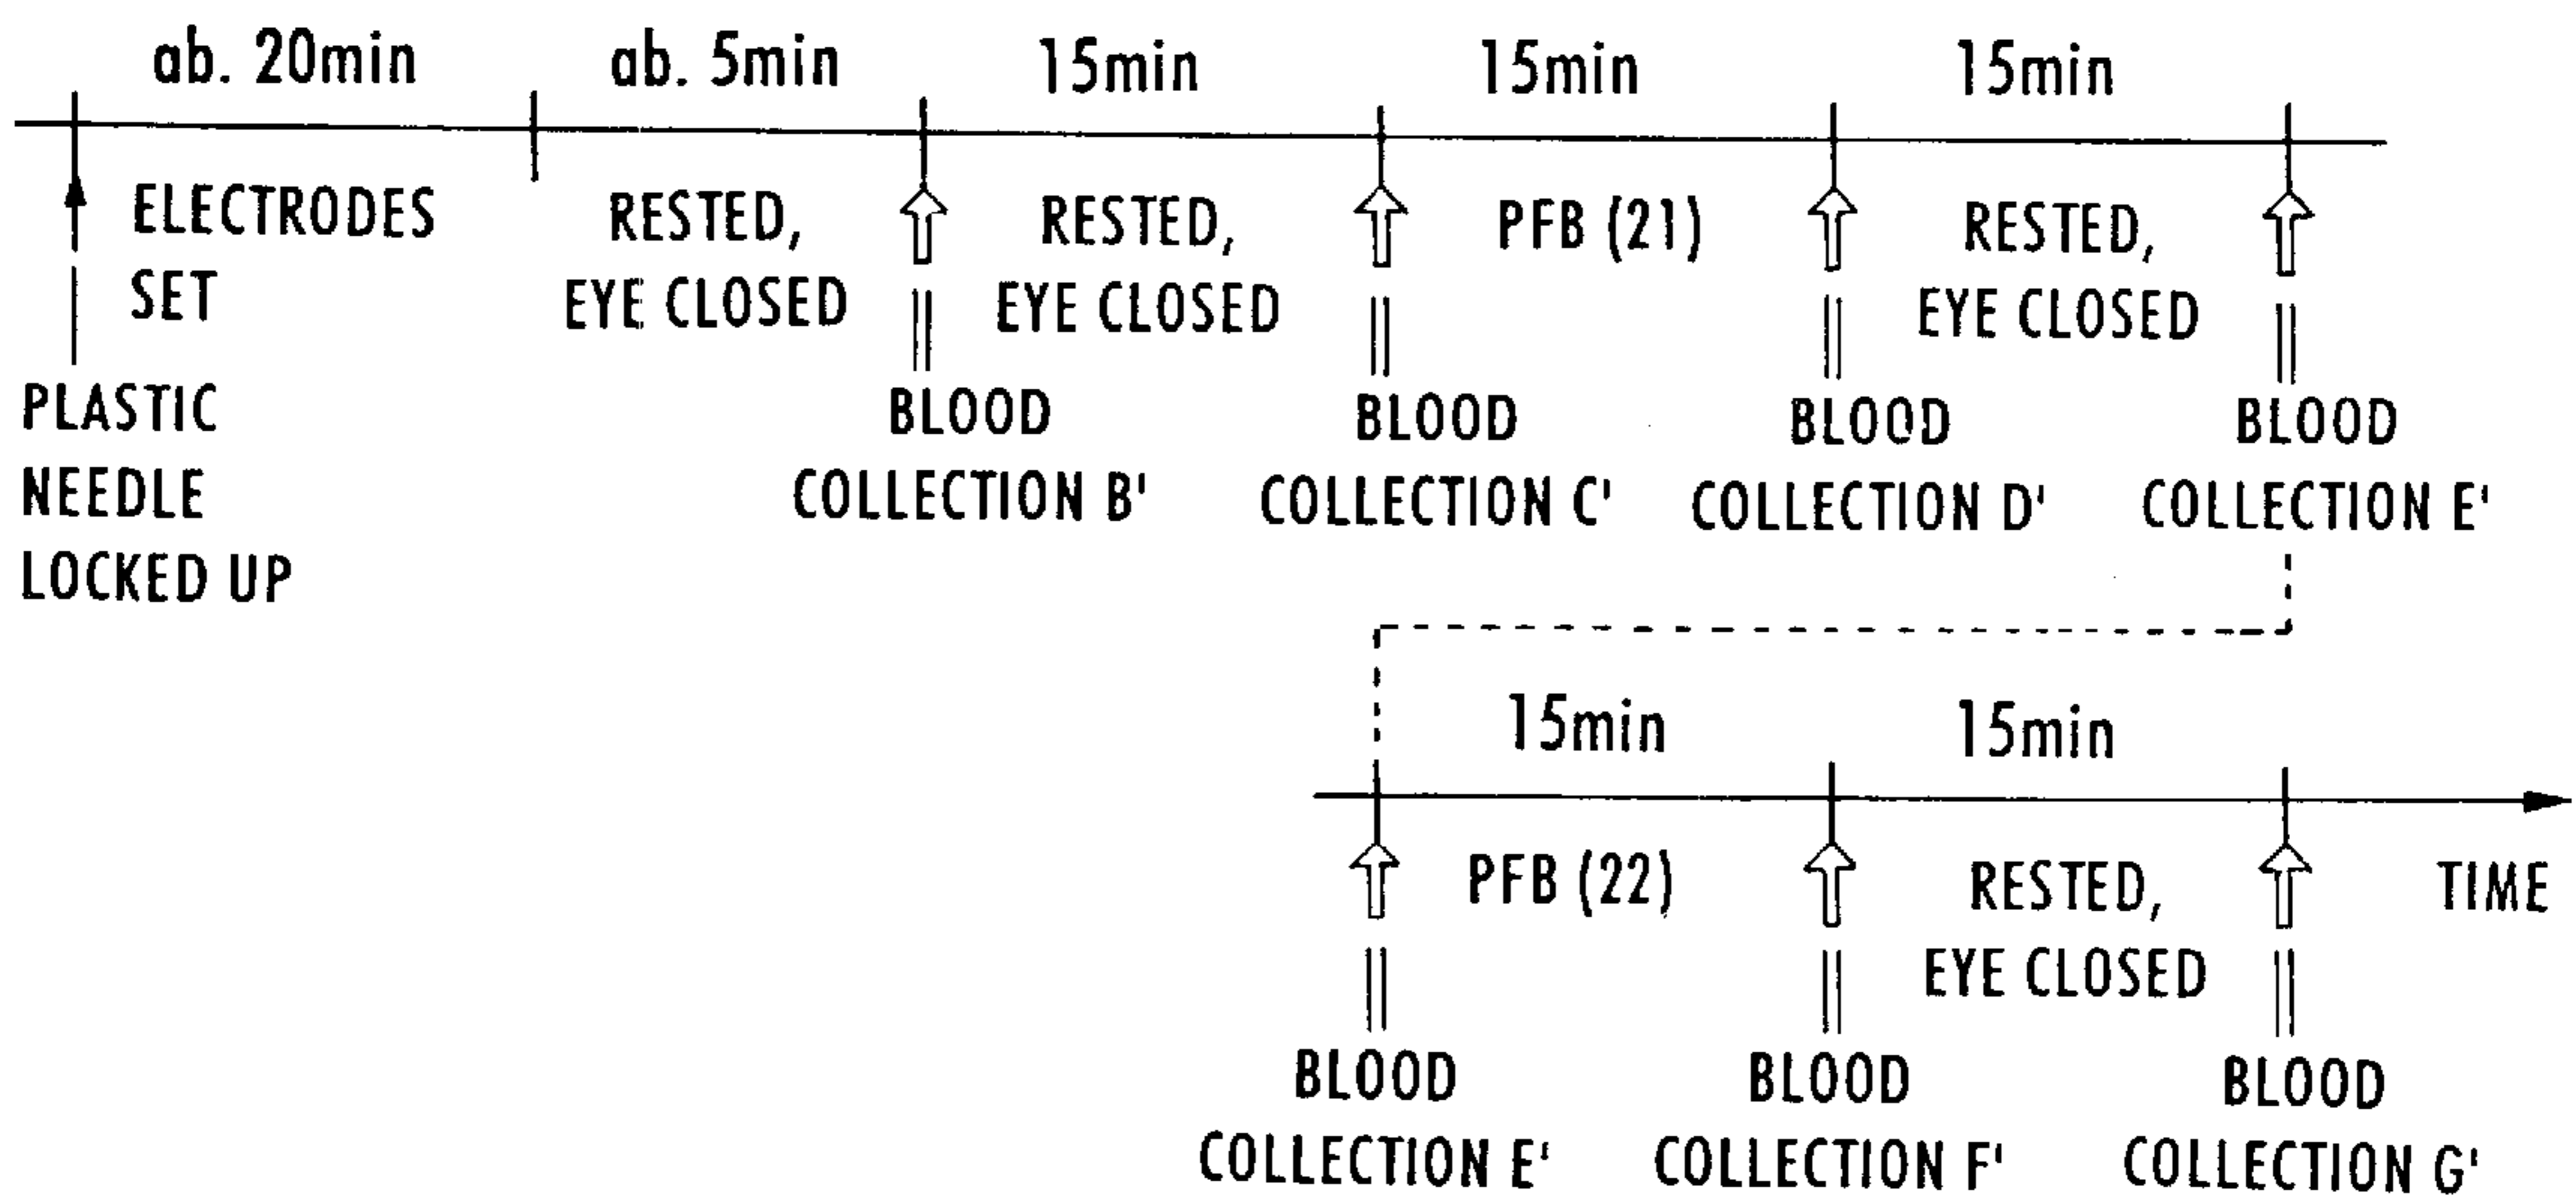 ab. 20min
ab. 5min
15min
15min
15min
ELECTRODES
SET
RESTED,
EYE CLOSED
RESTED,
EYE CLOSED
PFB (21)
RESTED,
EYE CLOSED
PLASTIC
NEEDLE
LOCKED UP
BLOOD
COLLECTION B'
BLOOD
COLLECTION C'
BLOOD
COLLECTION D'
BLOOD
COLLECTION E'
15min
15min
PFB (22)
RESTED,
EYE CLOSED
TIME
BLOOD
COLLECTION E'
BLOOD
COLLECTION F'
BLOOD
COLLECTION G'